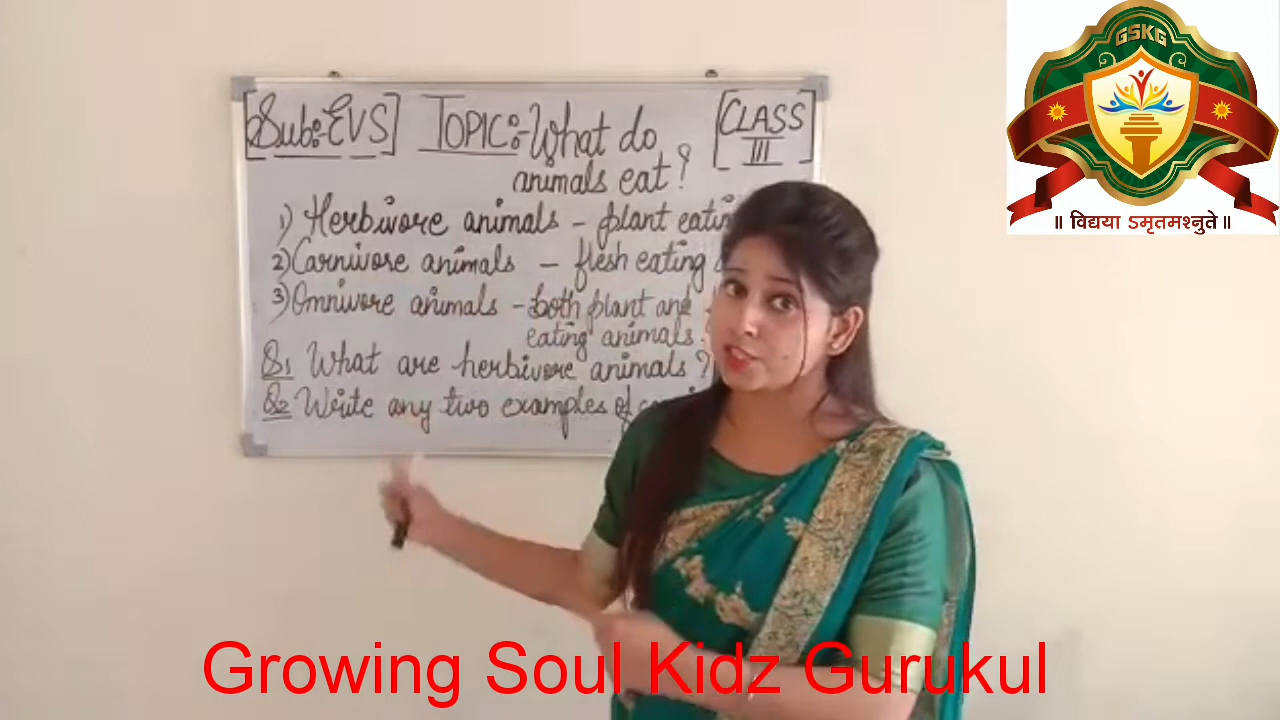 GSKG
॥ विद्यया ऽमृतमश्नुते ॥
[Sub:-EVS] TOPIC:- What do [CLASS
animals eat? III]
1) Herbivore animals - plant eating
2) Carnivore animals - flesh eating
3) Omnivore animals - both plant and
eating animals.
Q1 What are herbivore animals?
Q2 Write any two examples of
Growing Soul Kidz Gurukul